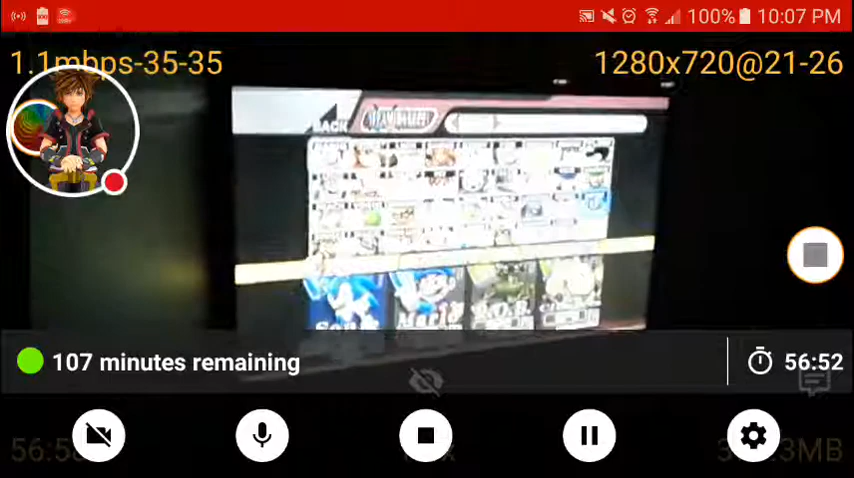 100% 10:07 PM
1.1mbps-35-35
1280x720@21-26
BACK
Sonic
Mario
R.O.B.
107 minutes remaining
56:52